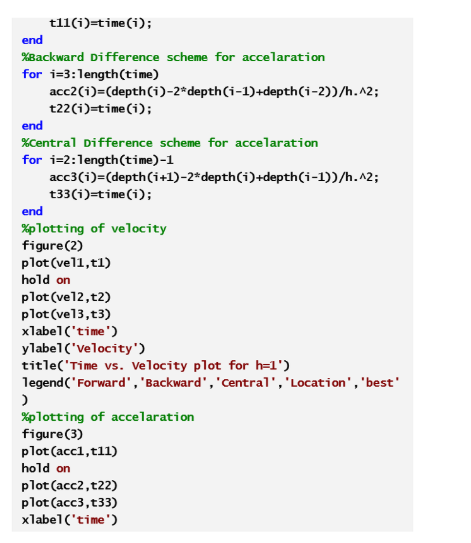 t11(i)=time(i);
end
%Backward Difference scheme for accelaration
for i=3:length(time)
    acc2(i)=(depth(i)-2*depth(i-1)+depth(i-2))/h.^2;
    t22(i)=time(i);
end
%Central Difference scheme for accelaration
for i=2:length(time)-1
    acc3(i)=(depth(i+1)-2*depth(i)+depth(i-1))/h.^2;
    t33(i)=time(i);
end
%plotting of velocity
figure(2)
plot(vel1,t1)
hold on
plot(vel2,t2)
plot(vel3,t3)
xlabel('time')
ylabel('Velocity')
title('Time vs. Velocity plot for h=1')
legend('Forward','Backward','Central','Location','best'
)
%plotting of accelaration
figure(3)
plot(acc1,t11)
hold on
plot(acc2,t22)
plot(acc3,t33)
xlabel('time')